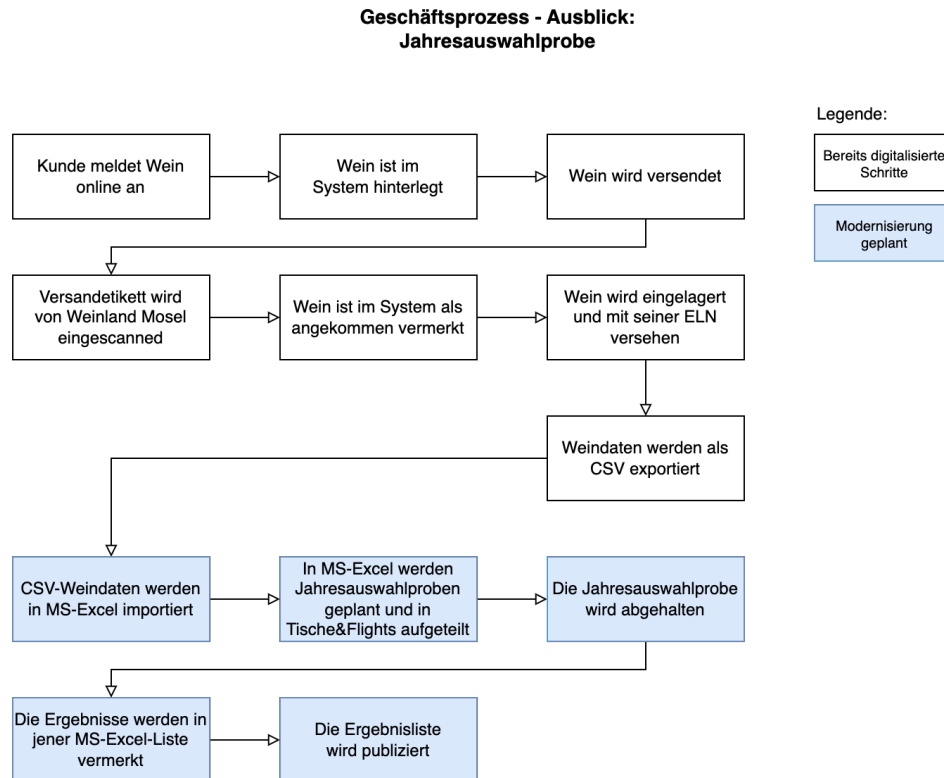 Geschäftsprozess - Ausblick:
Jahresauswahlprobe
Legende:
Bereits digitalisierte
Schritte
Modernisierung
geplant
Kunde meldet Wein
online an
Wein ist im
System hinterlegt
Wein wird versendet
Versandetikett wird
von Weinland Mosel
eingescanned
Wein ist im System als
angekommen vermerkt
Wein wird eingelagert
und mit seiner ELN
versehen
Weindaten werden als
CSV exportiert
CSV-Weindaten werden
in MS-Excel importiert
In MS-Excel werden
Jahresauswahlproben
geplant und in
Tische&Flights aufgeteilt
Die Jahresauswahlprobe
wird abgehalten
Die Ergebnisse werden in
jener MS-Excel-Liste
vermerkt
Die Ergebnisliste
wird publiziert